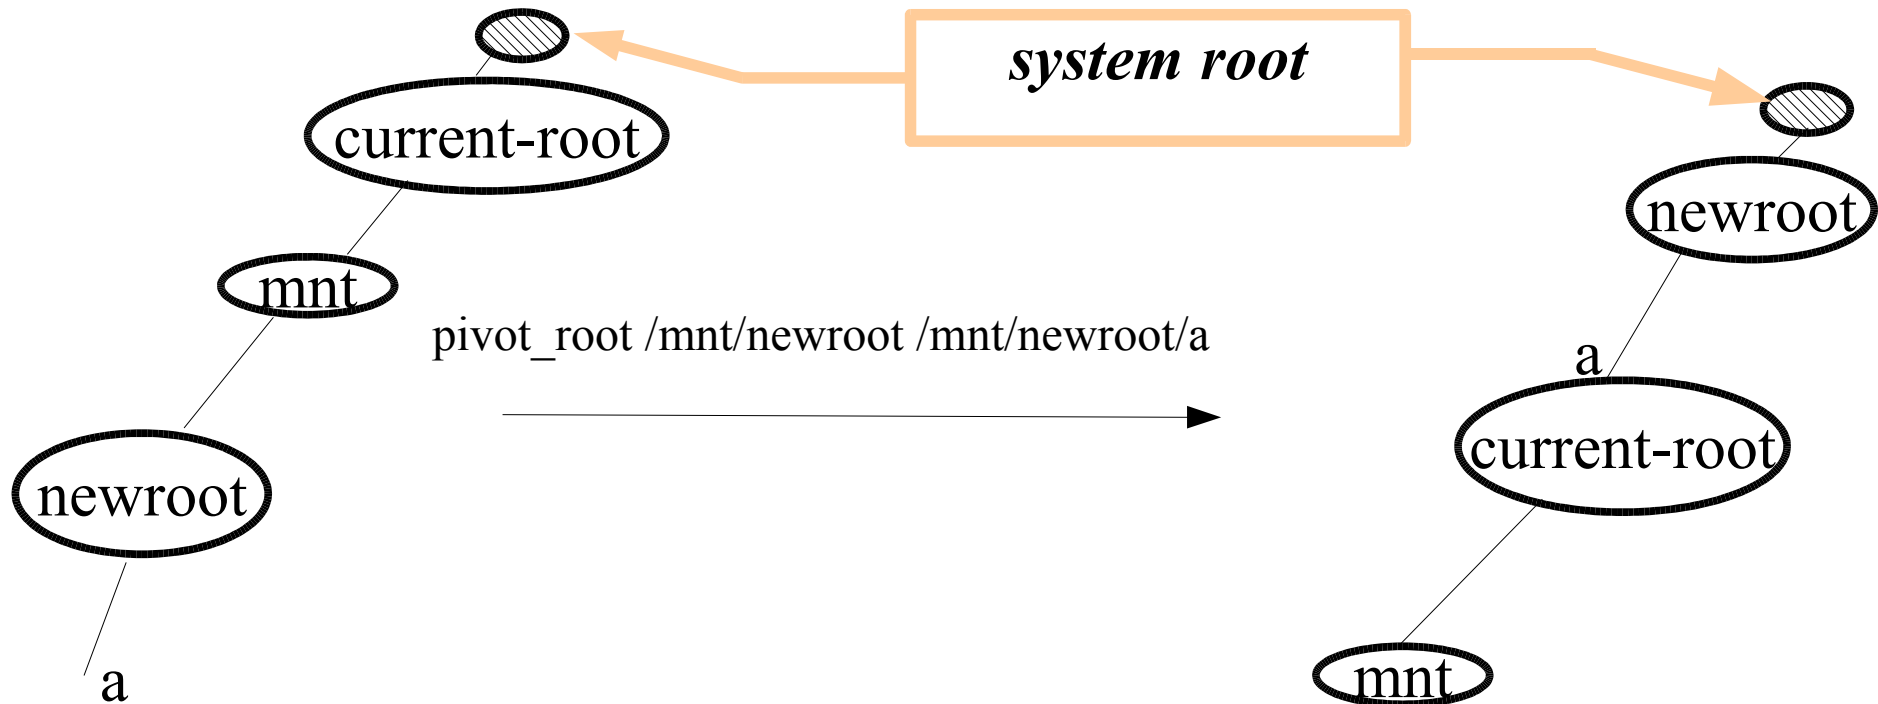 system root
current-root
newroot
mnt
pivot_root /mnt/newroot /mnt/newroot/a
a
current-root
newroot
a
mnt